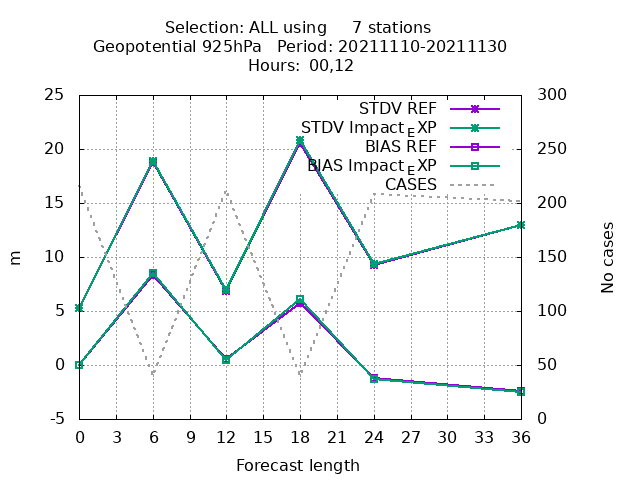 Selection: ALL using     7 stations
Geopotential 925hPa   Period: 20211110-20211130
Hours: 00,12
25
20
15
10
5
0
-5
300
250
200
150
100
50
0
STDV REF
STDV Impact_EXP
BIAS REF
BIAS Impact_EXP
CASES
m
No cases
0 3 6 9 12 15 18 21 24 27 30 33 36
Forecast length